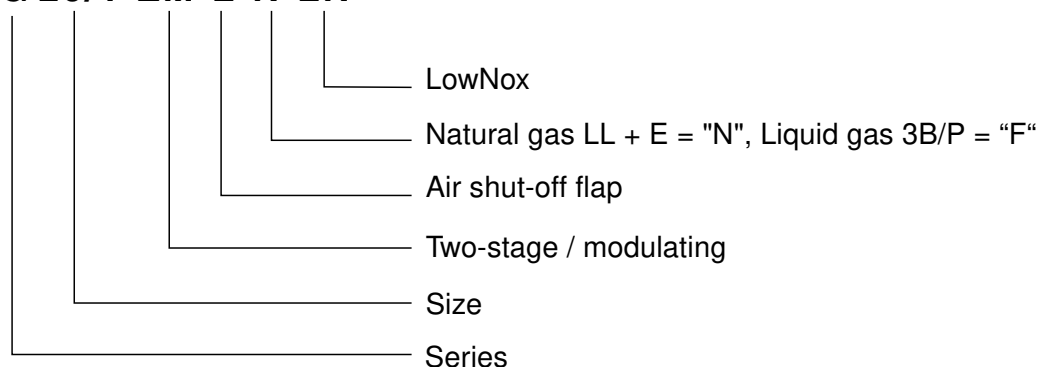 LowNox
Natural gas LL + E = "N", Liquid gas 3B/P = “F“
Air shut-off flap
Two-stage / modulating
Size
Series